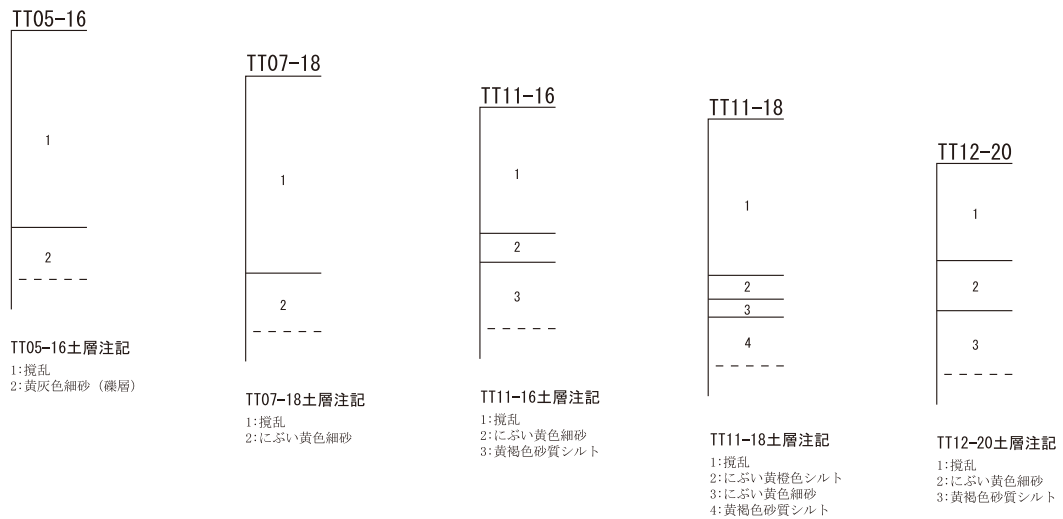 TT05-16
1
2
TT05-16土層注記
1:撹乱
2:黄灰色細砂（礫層）
TT07-18
1
2
TT07-18土層注記
1:撹乱
2:にぶい黄色細砂
TT11-16
1
2
3
TT11-16土層注記
1:撹乱
2:にぶい黄色細砂
3:黄褐色砂質シルト
TT11-18
1
2
3
4
TT11-18土層注記
1:撹乱
2:にぶい黄橙色シルト
3:にぶい黄色細砂
4:黄褐色砂質シルト
TT12-20
1
2
3
TT12-20土層注記
1:撹乱
2:にぶい黄色細砂
3:黄褐色砂質シルト